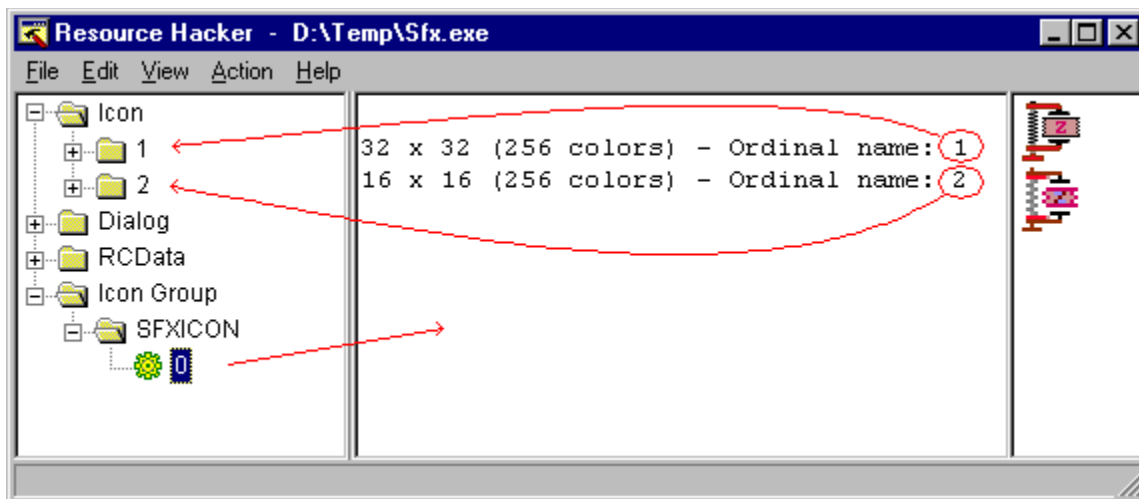 Resource Hacker - D:\Temp\Sfx.exe
File Edit View Action Help
Icon
1
2
Dialog
RCData
Icon Group
SFXICON
0
32 x 32 (256 colors) - Ordinal name: 1
16 x 16 (256 colors) - Ordinal name: 2
Z